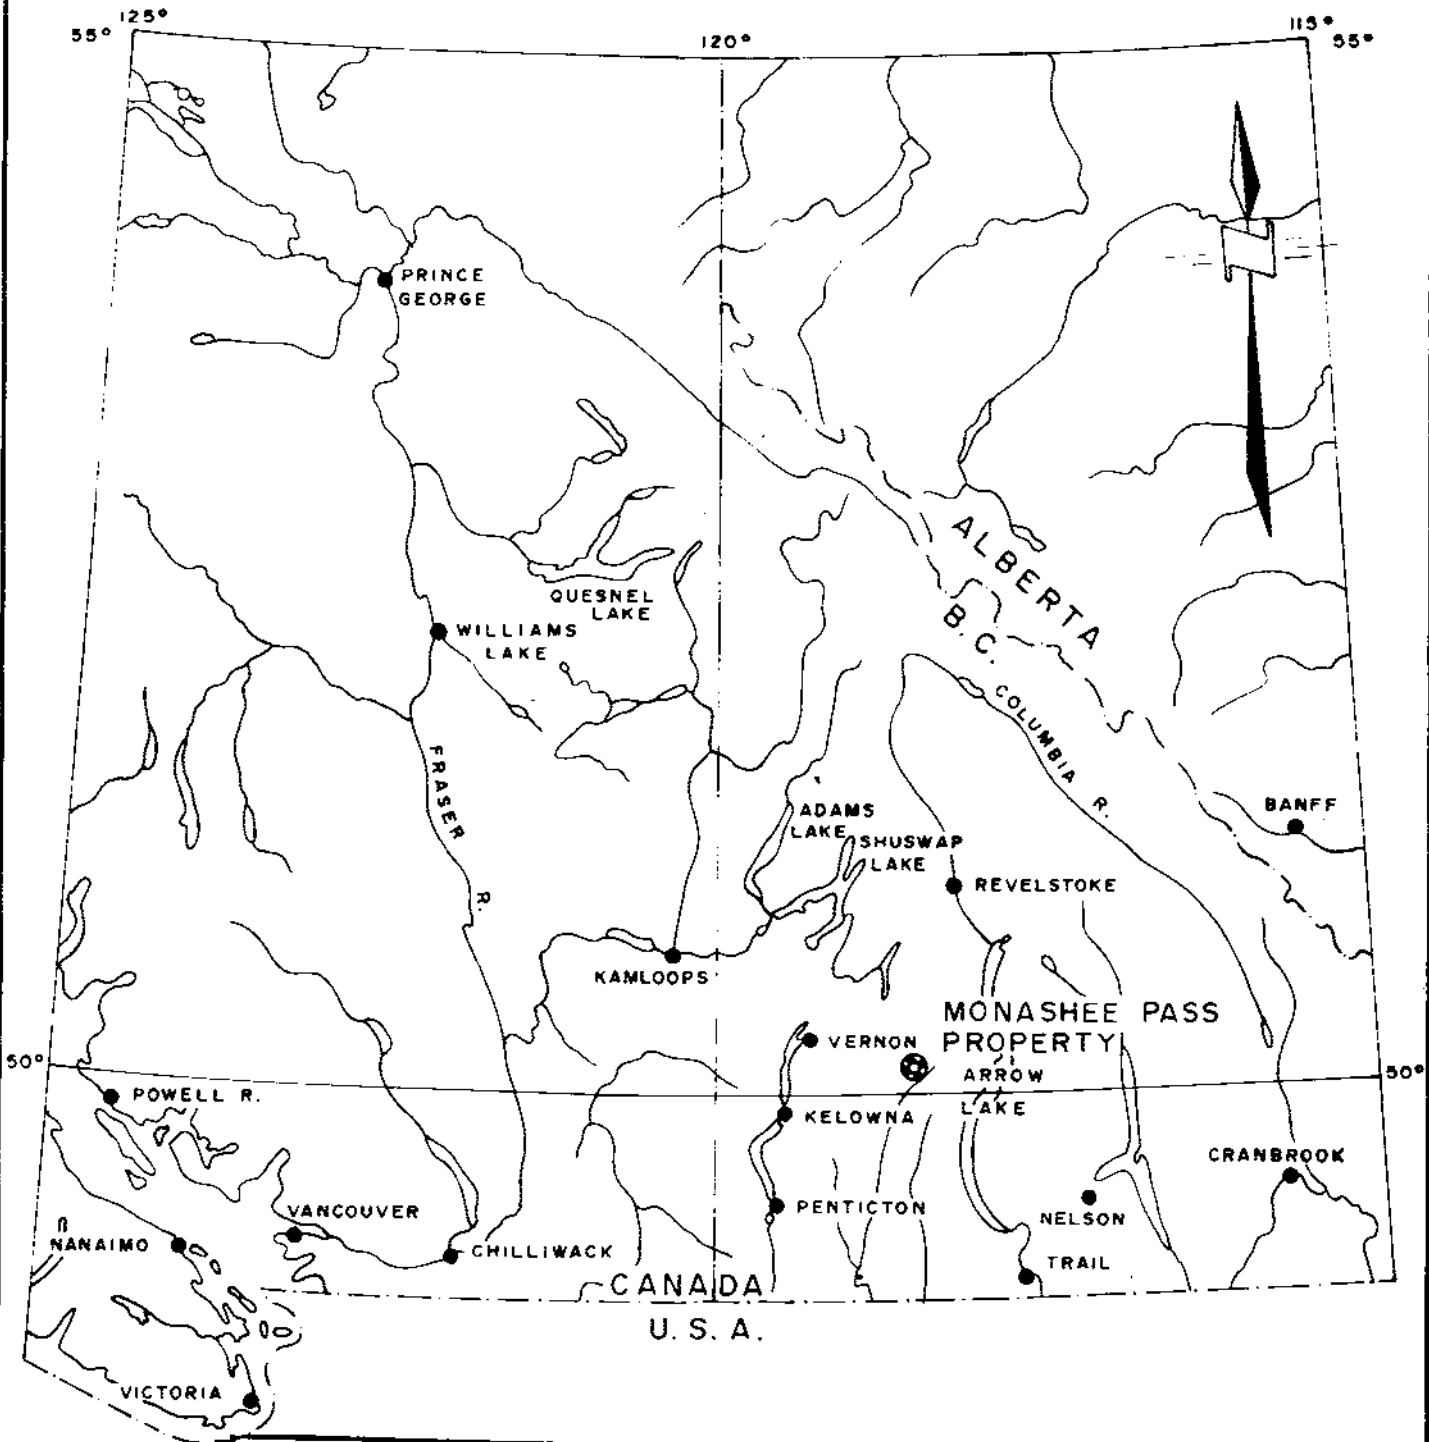 125°
55°
120°
115°
55°
PRINCE
GEORGE
ALBERTA
B.C.
QUESNEL
LAKE
WILLIAMS
LAKE
COLUMBIA R.
FRASER R.
ADAMS
LAKE
SHUSWAP
LAKE
BANFF
REVELSTOKE
KAMLOOPS
MONASHEE PASS
PROPERTY
VERNON
50°
50°
ARROW
LAKE
POWELL R.
KELOWNA
CRANBROOK
VANCOUVER
PENTICTON
NELSON
NANAIMO
CHILLIWACK
TRAIL
CANADA
U.S.A.
VICTORIA